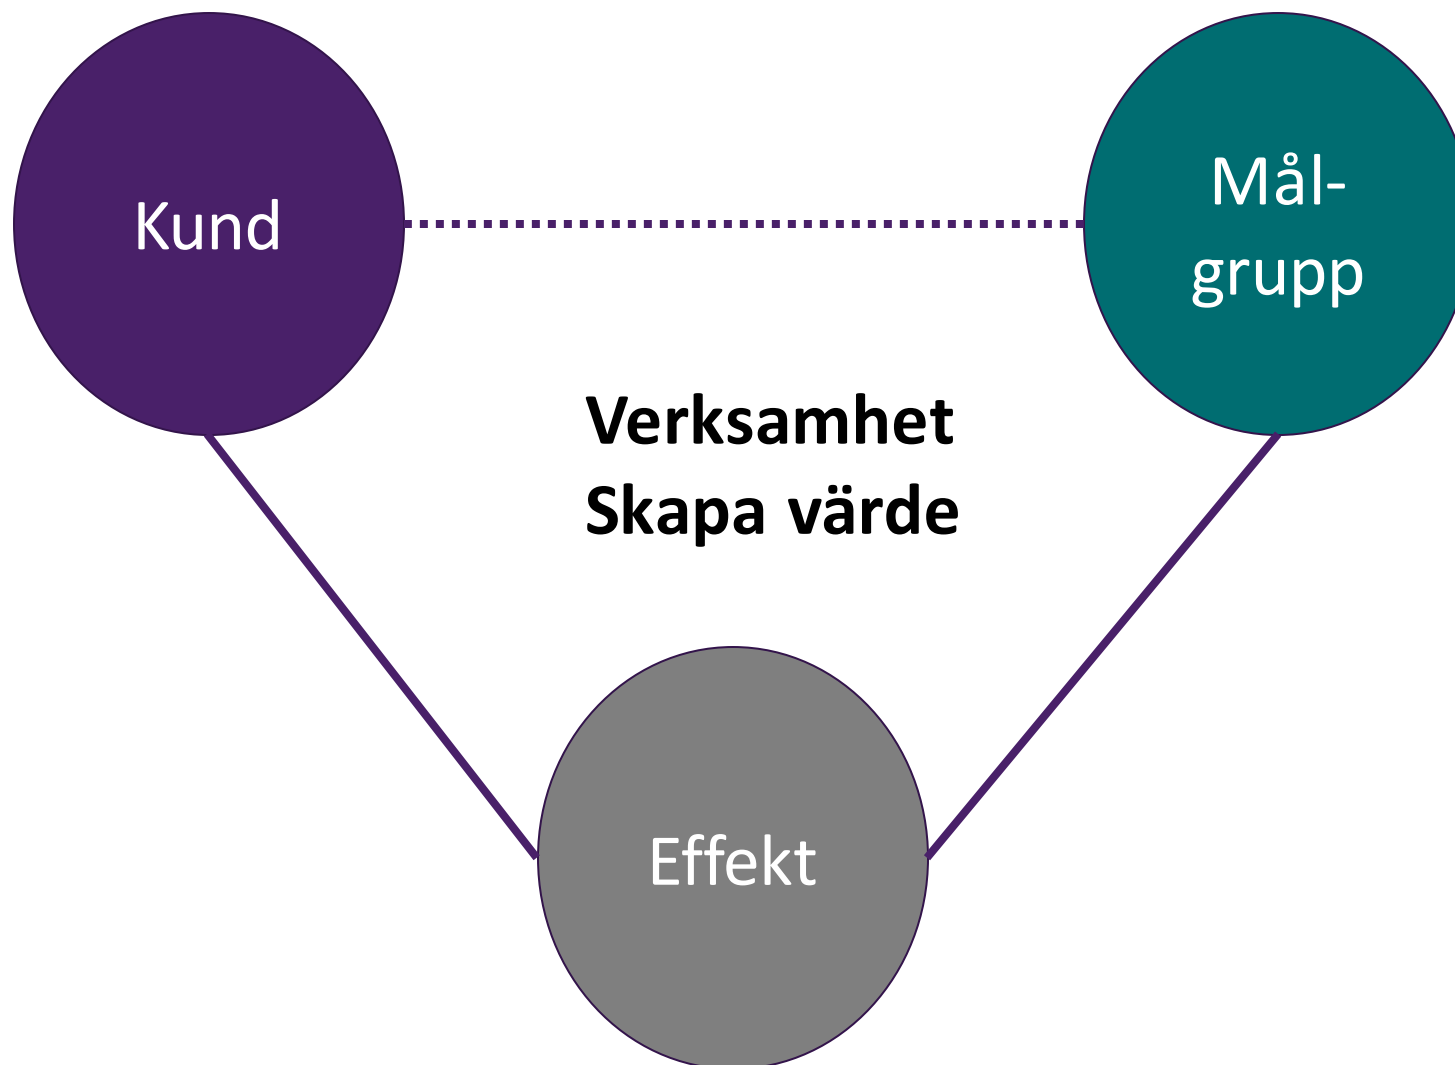 Kund
Mål-
grupp
Verksamhet
Skapa värde
Effekt